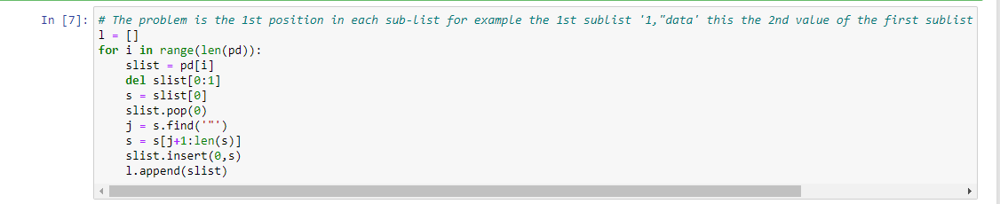 In [7]: # The problem is the 1st position in each sub-list for example the 1st sublist '1,"data' this the 2nd value of the first sublist
l = []
for i in range(len(pd)):
    slist = pd[i]
    del slist[0:1]
    s = slist[0]
    slist.pop(0)
    j = s.find('"')
    s = s[j+1:len(s)]
    slist.insert(0,s)
    l.append(slist)